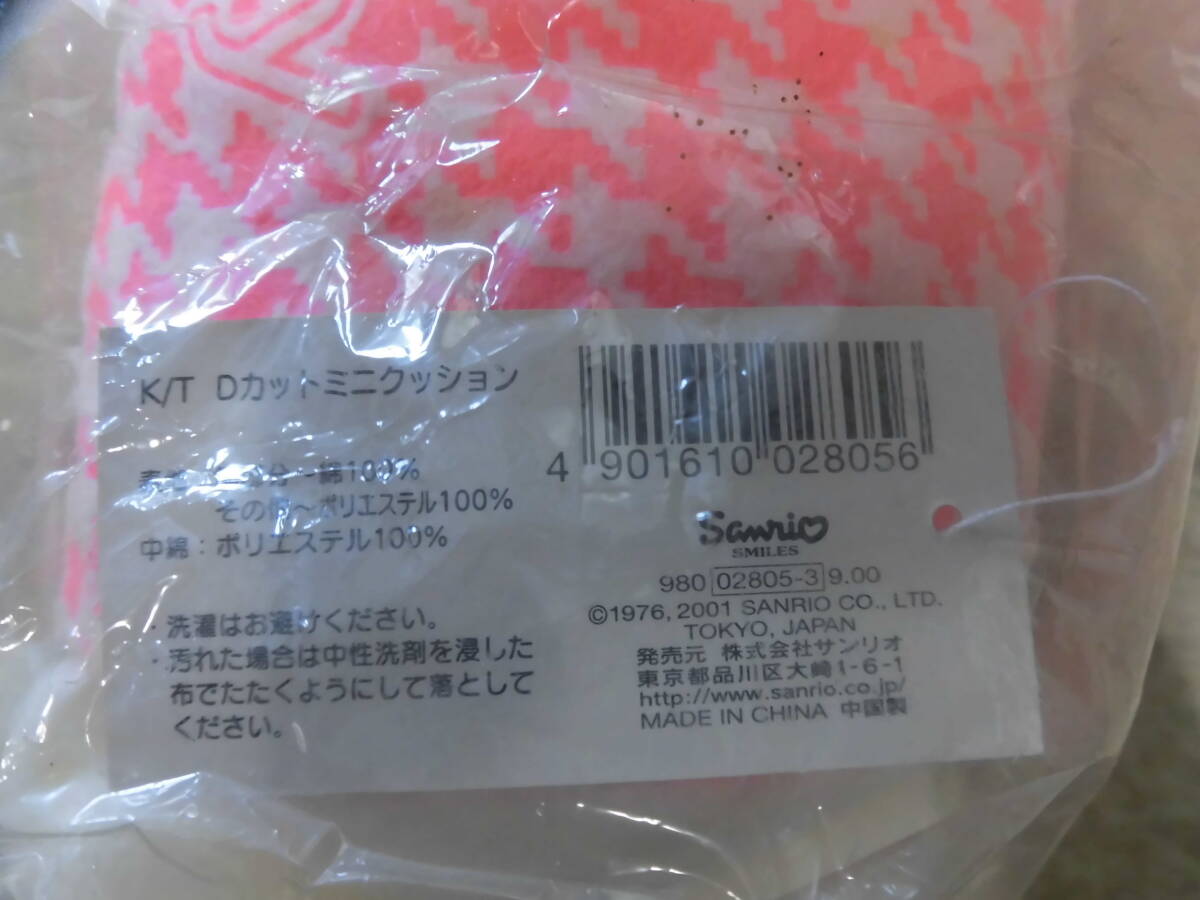 K/T Dカットミニクッション
綿100%
その他~ポリエステル100%
中綿:ポリエステル100%
・洗濯はお避けください。
・汚れた場合は中性洗剤を浸した
布でたたくようにして落として
ください。
4 901610 028056
Sanrio
SMILES
980 02805-3 9.00
©1976, 2001 SANRIO CO., LTD.
TOKYO, JAPAN
発売元 株式会社サンリオ
東京都品川区大崎1-6-1
http://www.sanrio.co.jp/
MADE IN CHINA 中国製